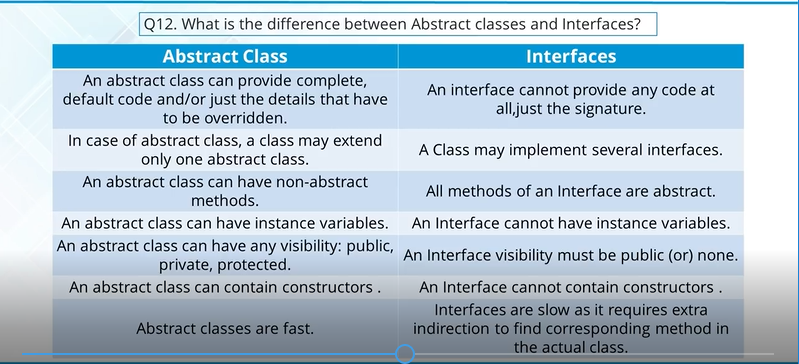 Q12. What is the difference between Abstract classes and Interfaces?
Abstract Class
Interfaces
An abstract class can provide complete,
default code and/or just the details that have
to be overridden.
An interface cannot provide any code at
all,just the signature.
In case of abstract class, a class may extend
only one abstract class.
A Class may implement several interfaces.
An abstract class can have non-abstract
methods.
All methods of an Interface are abstract.
An abstract class can have instance variables.
An Interface cannot have instance variables.
An abstract class can have any visibility: public,
private, protected.
An Interface visibility must be public (or) none.
An abstract class can contain constructors .
An Interface cannot contain constructors .
Abstract classes are fast.
Interfaces are slow as it requires extra
indirection to find corresponding method in
the actual class.